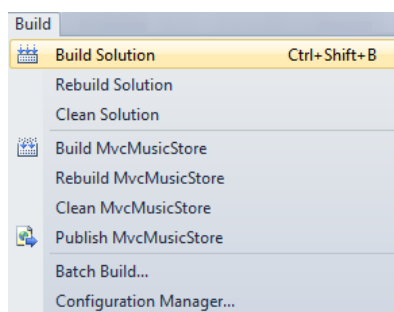 Build
Build Solution Ctrl+Shift+B
Rebuild Solution
Clean Solution
Build MvcMusicStore
Rebuild MvcMusicStore
Clean MvcMusicStore
Publish MvcMusicStore
Batch Build...
Configuration Manager...